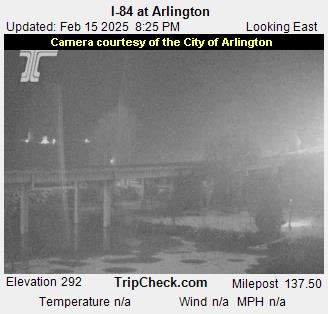 I-84 at Arlington
Updated: Feb 15 2025 8:25 PM Looking East
Camera courtesy of the City of Arlington
Elevation 292 TripCheck.com Milepost 137.50
Temperature n/a Wind n/a MPH n/a